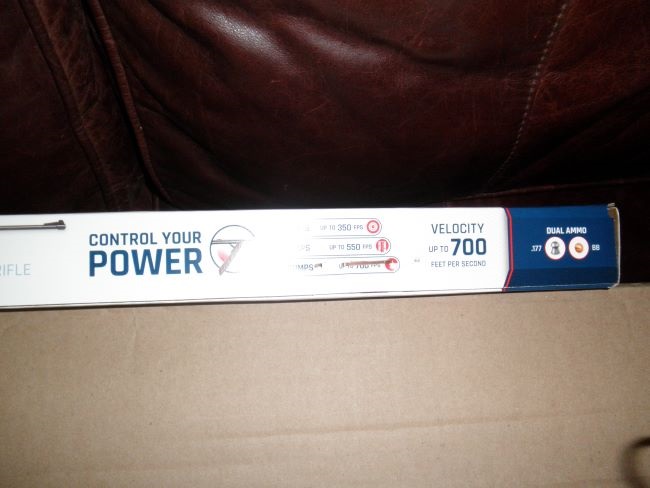 RIFLE
CONTROL YOUR
POWER
UP TO 350 FPS
UP TO 550 FPS
VELOCITY
UP TO 700
FEET PER SECOND
DUAL AMMO
.177 BB